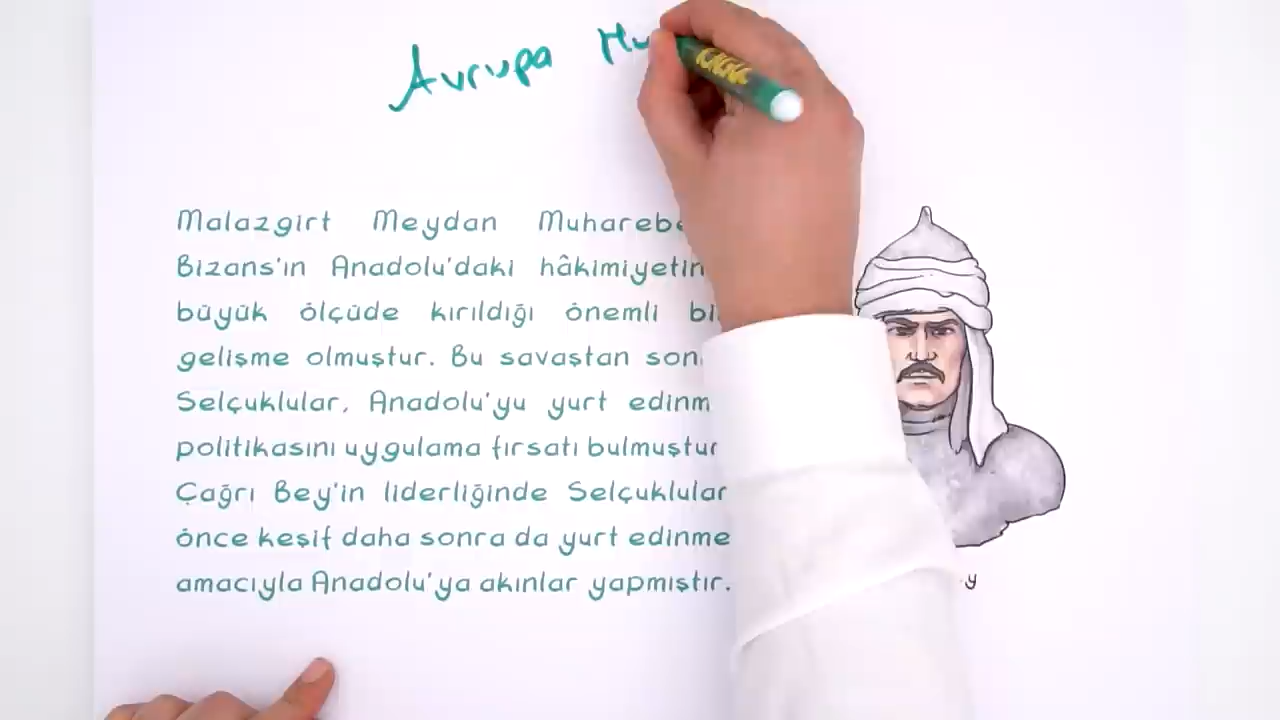 Avrupa Hu
Malazgirt Meydan Muharebe
Bizans'ın Anadolu'daki hâkimiyetin
büyük ölçüde kırıldığı önemli bi
gelişme olmuştur. Bu savaştan son
Selçuklular, Anadolu'yu yurt edinm
politikasını uygulama fırsatı bulmuştur
Çağrı Bey'in liderliğinde Selçuklular
önce keşif daha sonra da yurt edinme
amacıyla Anadolu'ya akınlar yapmıştır.
y